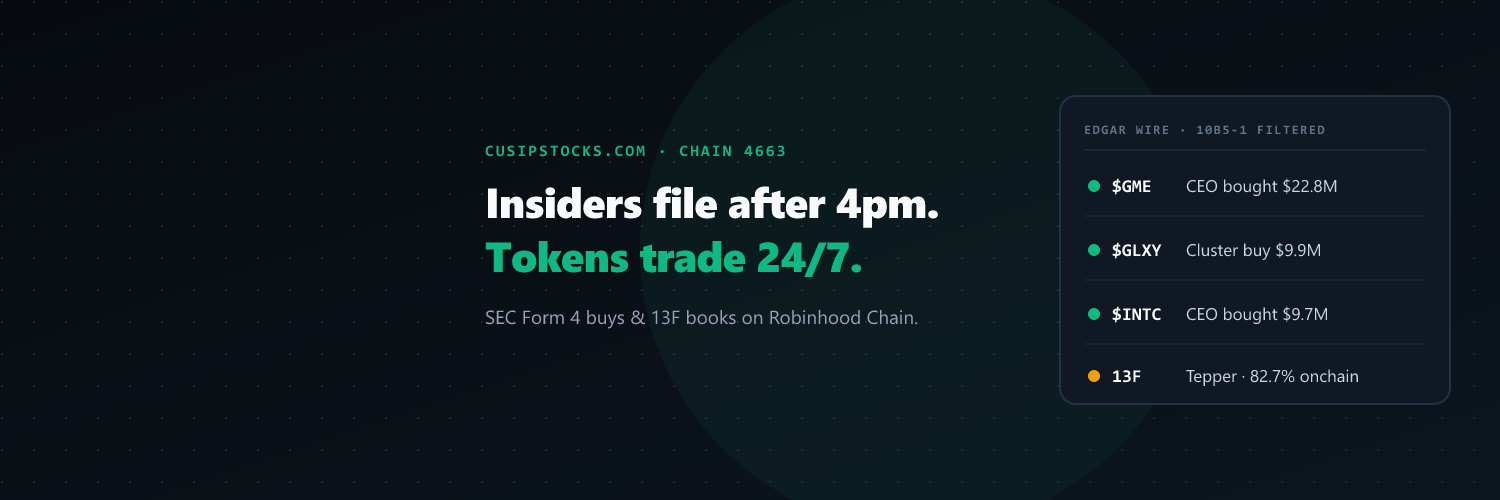 CUSIPSTOCKS.COM · CHAIN 4663
Insiders file after 4pm.
Tokens trade 24/7.
SEC Form 4 buys & 13F books on Robinhood Chain.
EDGAR WIRE · 10B5-1 FILTERED
$GME CEO bought $22.8M
$GLXY Cluster buy $9.9M
$INTC CEO bought $9.7M
13F Tepper · 82.7% onchain